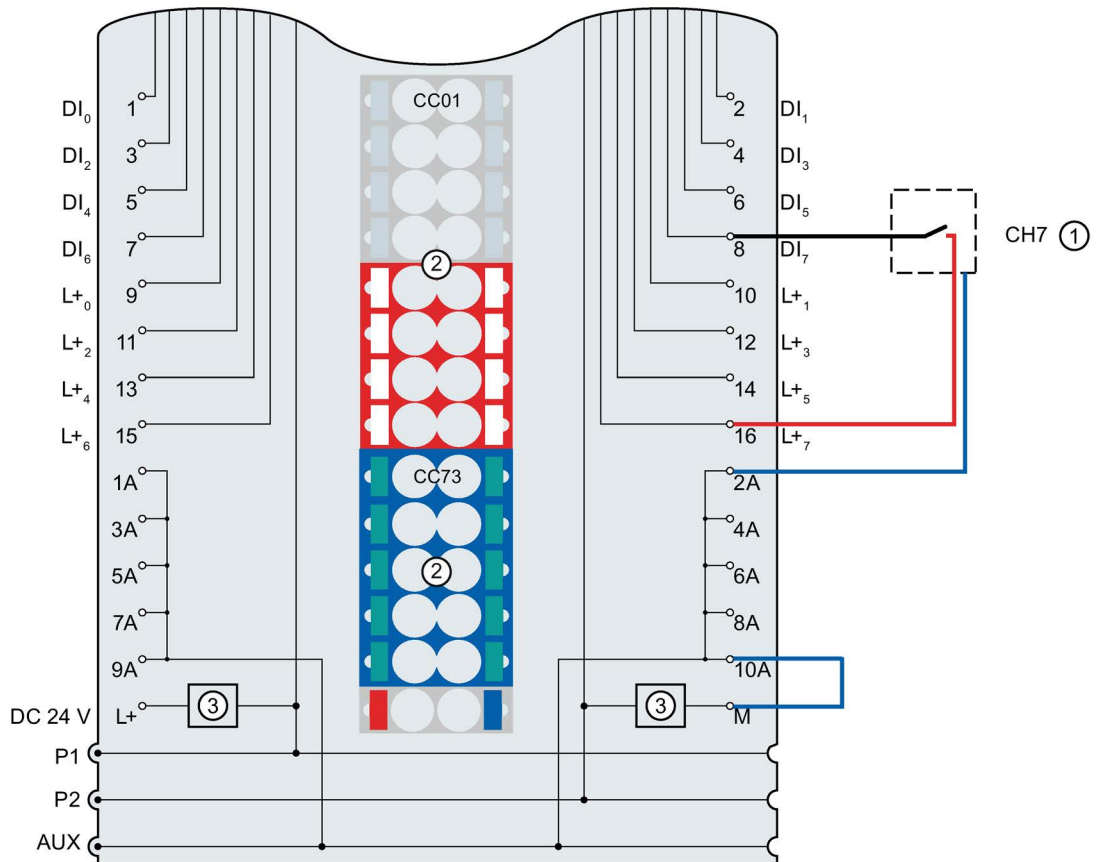 CC01
DI0 1 2 DI1
DI2 3 4 DI3
DI4 5 6 DI5
DI6 7 8 DI7 CH7 1
2
L+0 9 10 L+1
L+2 11 12 L+3
L+4 13 14 L+5
L+6 15 16 L+7
1A CC73 2A
3A 4A
5A 2 6A
7A 8A
9A 10A
DC 24 V L+ 3 3 M
P1
P2
AUX